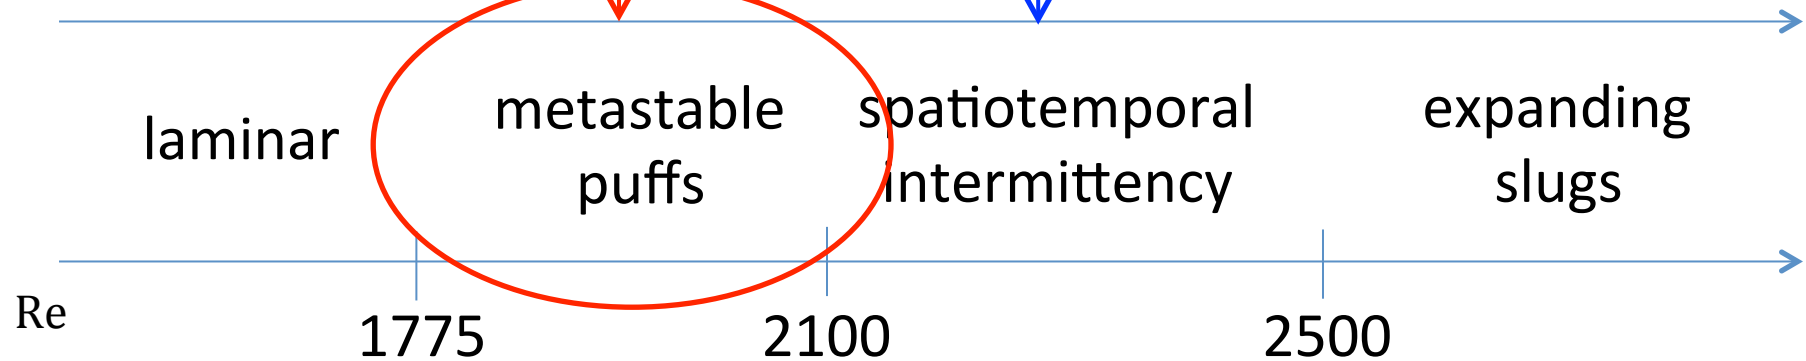 laminar
metastable
puffs
spatiotemporal
intermittency
expanding
slugs
Re
1775
2100
2500